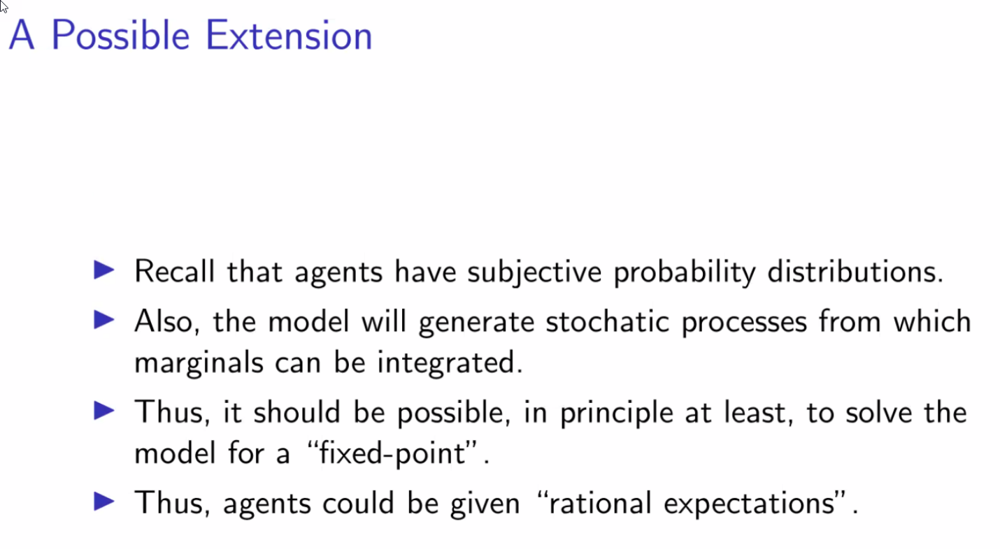 A Possible Extension
Recall that agents have subjective probability distributions.
Also, the model will generate stochatic processes from which
marginals can be integrated.
Thus, it should be possible, in principle at least, to solve the
model for a “fixed-point”.
Thus, agents could be given “rational expectations”.